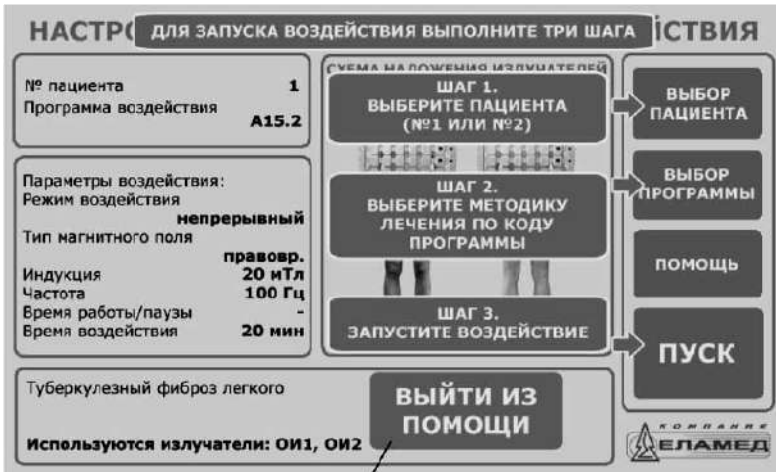 НАСТР
ДЛЯ ЗАПУСКА ВОЗДЕЙСТВИЯ ВЫПОЛНИТЕ ТРИ ШАГА
ЙСТВИЯ
№ пациента 1
Программа воздействия
А15.2
Параметры воздействия:
Режим воздействия
непрерывный
Тип магнитного поля
правовр.
Индукция 20 мТл
Частота 100 Гц
Время работы/паузы -
Время воздействия 20 мин
СХЕМА НАЛОЖЕНИЯ ИЗЛУЧАТЕЛЕЙ
ШАГ 1.
ВЫБЕРИТЕ ПАЦИЕНТА
(№1 ИЛИ №2)
ШАГ 2.
ВЫБЕРИТЕ МЕТОДИКУ
ЛЕЧЕНИЯ ПО КОДУ
ПРОГРАММЫ
ШАГ 3.
ЗАПУСТИТЕ ВОЗДЕЙСТВИЕ
ВЫБОР
ПАЦИЕНТА
ВЫБОР
ПРОГРАММЫ
ПОМОЩЬ
ПУСК
Туберкулезный фиброз легкого
Используются излучатели: ОИ1, ОИ2
ВЫЙТИ ИЗ
ПОМОЩИ
КОМПАНИЯ
ЕЛАМЕД